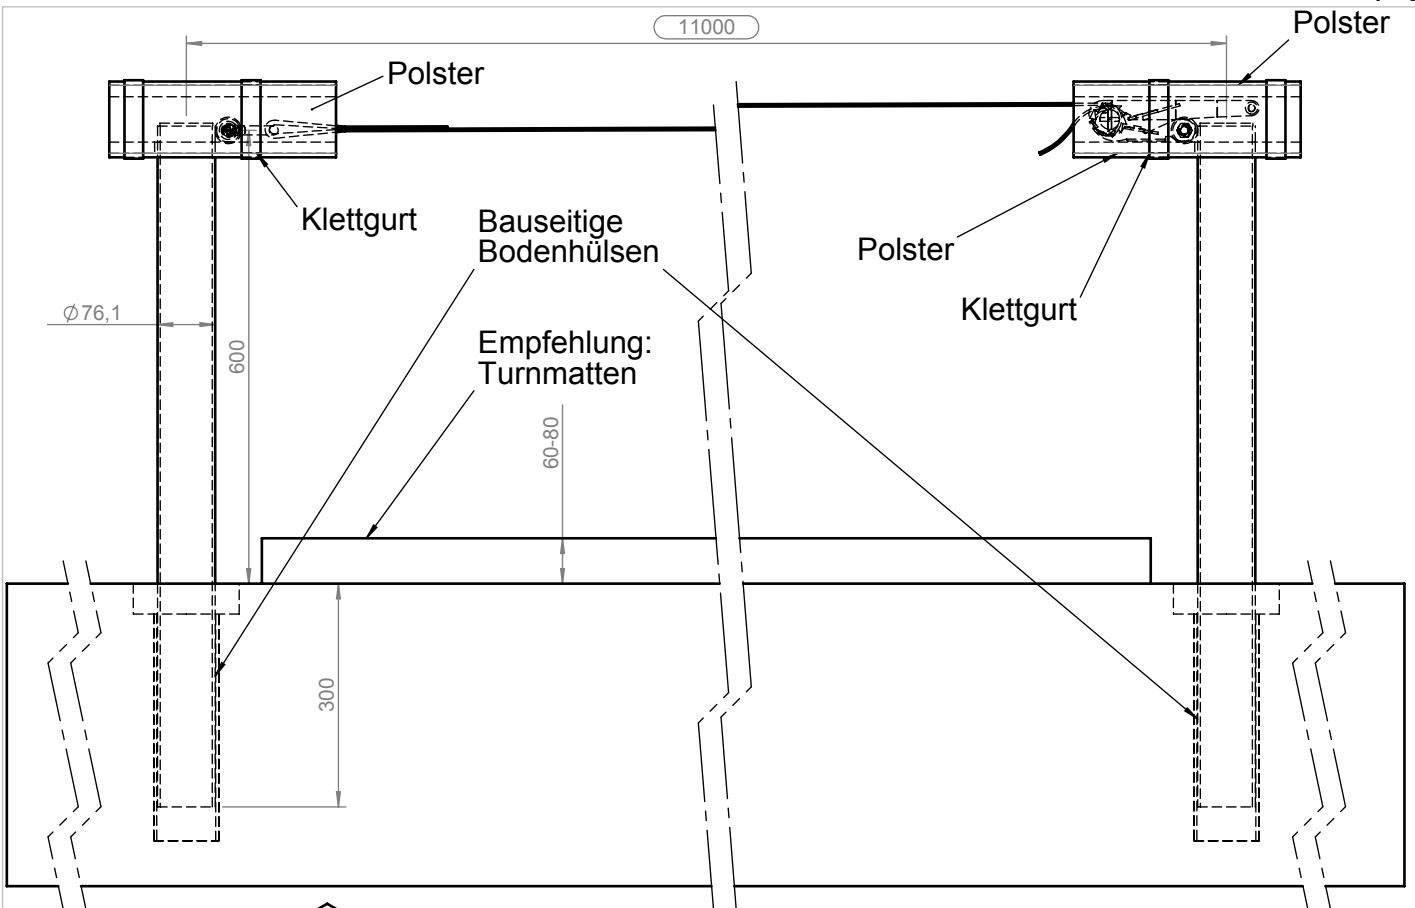 11000
Polster
Polster
Klettgurt
Bauseitige
Bodenhülsen
Polster
Klettgurt
Ø76,1
600
Empfehlung:
Turnmatten
60-80
300